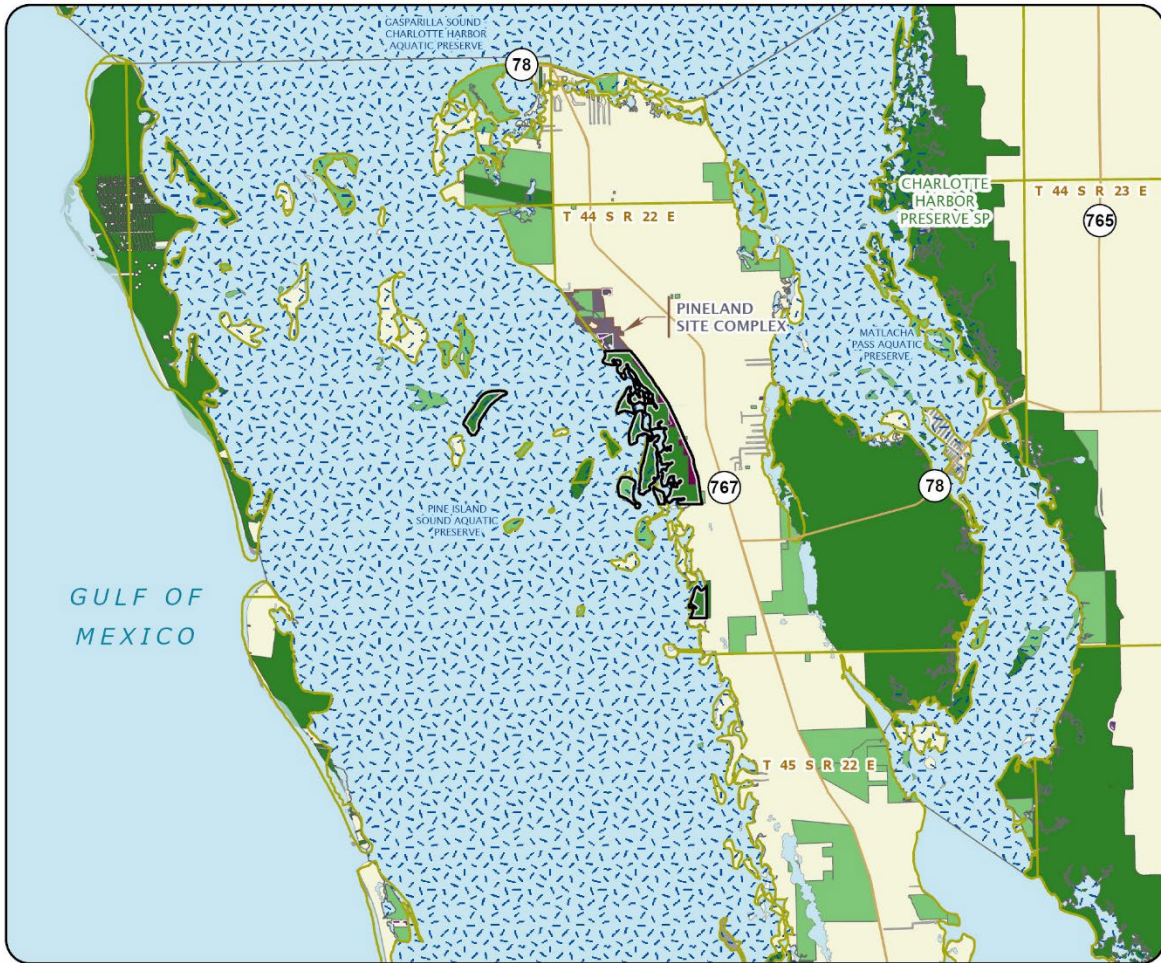 GASPARILLA SOUND
CHARLOTTE HARBOR
AQUATIC PRESERVE
78
CHARLOTTE
HARBOR
PRESERVE SP
T 44 S R 23 E
765
T 44 S R 22 E
PINELAND
SITE COMPLEX
MATLACHA
PASS AQUATIC
PRESERVE
767
78
PINE ISLAND
SOUND AQUATIC
PRESERVE
GULF OF
MEXICO
T 45 S R 22 E